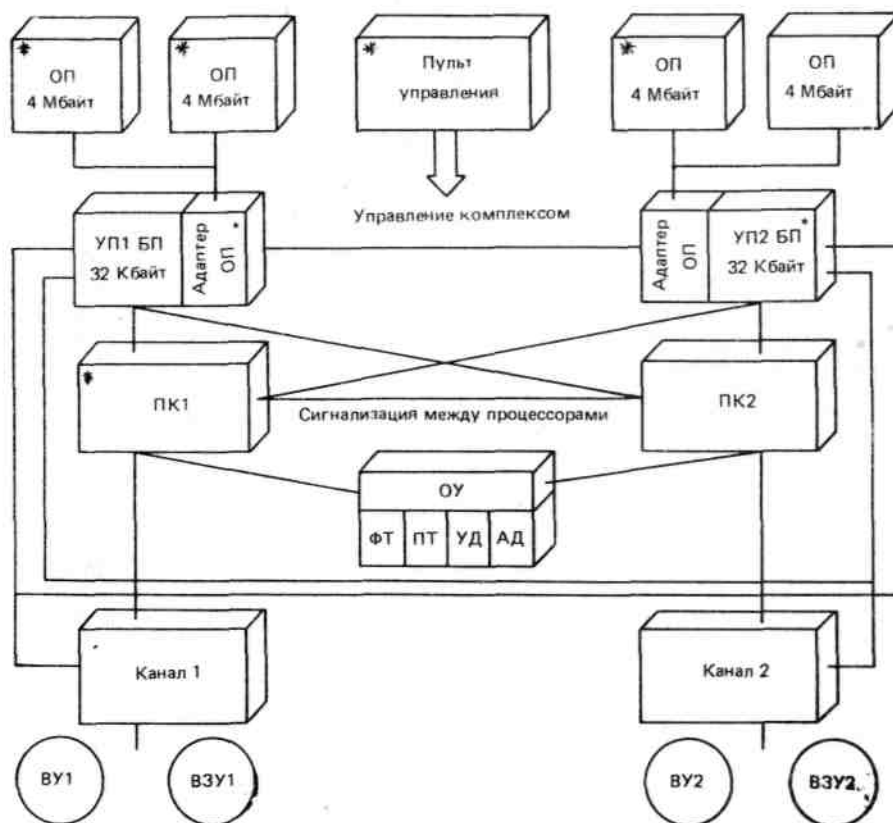 ОП
4 Мбайт
ОП
4 Мбайт
Пульт
управления
ОП
4 Мбайт
ОП
4 Мбайт
Управление комплексом
УП1 БП
32 Кбайт
Адаптер
ОП
Адаптер
ОП
УП2 БП
32 Кбайт
ПК1
Сигнализация между процессорами
ПК2
ОУ
ФТ
ПТ
УД
АД
Канал 1
Канал 2
ВУ1
ВЗУ1
ВУ2
ВЗУ2